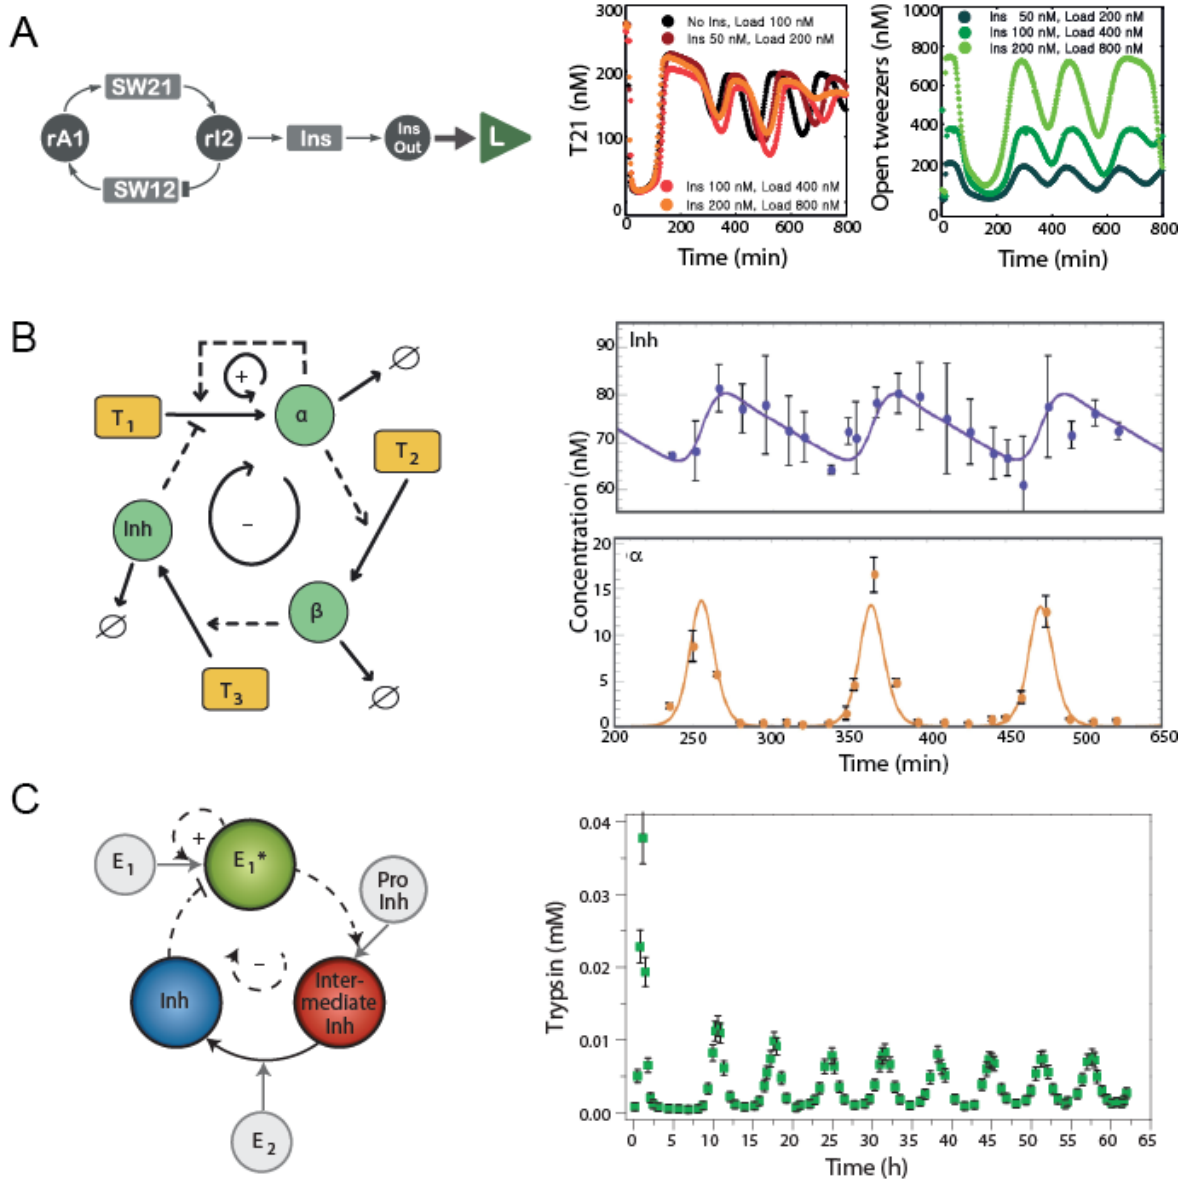 A
SW21
rA1
rI2
Ins
Ins
Out
L
SW12
300
200
100
0
T21 (nM)
No Ins, Load 100 nM
Ins 50 nM, Load 200 nM
Ins 100 nM, Load 400 nM
Ins 200 nM, Load 800 nM
0 200 400 600 800
Time (min)
1000
800
600
400
200
0
Open tweezers (nM)
Ins 50 nM, Load 200 nM
Ins 100 nM, Load 400 nM
Ins 200 nM, Load 800 nM
0 200 400 600 800
Time (min)
B
+
α
∅
T1
T2
−
Inh
β
∅
∅
T3
Inh
90
80
70
60
Concentration (nM)
α
20
15
10
5
0
200 250 300 350 400 450 500 650
Time (min)
C
+
E1
E1*
Pro
Inh
−
Inh
Inter-
mediate
Inh
E2
0.04
0.03
0.02
0.01
0.00
Trypsin (mM)
0 5 10 15 20 25 30 35 40 45 50 55 60 65
Time (h)